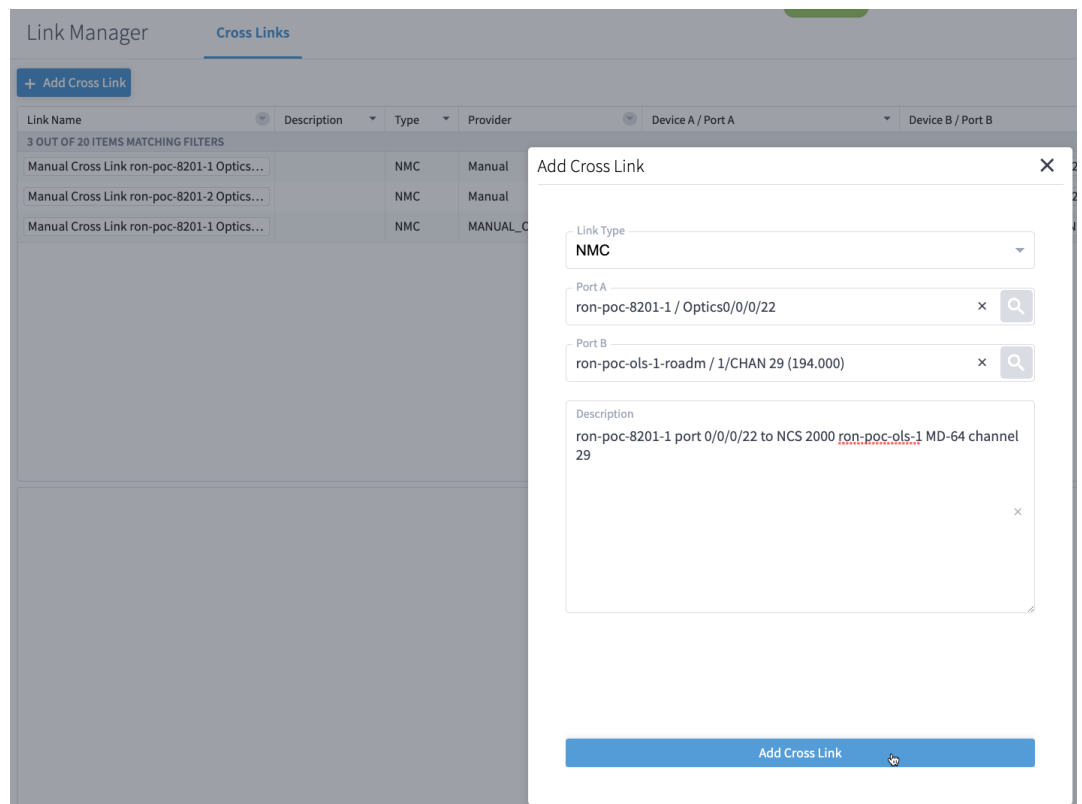 Link Manager
Cross Links
+ Add Cross Link
Link Name
Description
Type
Provider
Device A / Port A
Device B / Port B
3 OUT OF 20 ITEMS MATCHING FILTERS
Manual Cross Link ron-poc-8201-1 Optics...
NMC
Manual
Manual Cross Link ron-poc-8201-2 Optics...
NMC
Manual
Manual Cross Link ron-poc-8201-1 Optics...
NMC
Add Cross Link
Link Type
NMC
Port A
ron-poc-8201-1 / Optics0/0/0/22
Port B
ron-poc-ols-1-roadm / 1/CHAN 29 (194.000)
Description
ron-poc-8201-1 port 0/0/0/22 to NCS 2000 ron-poc-ols-1 MD-64 channel
29
Add Cross Link